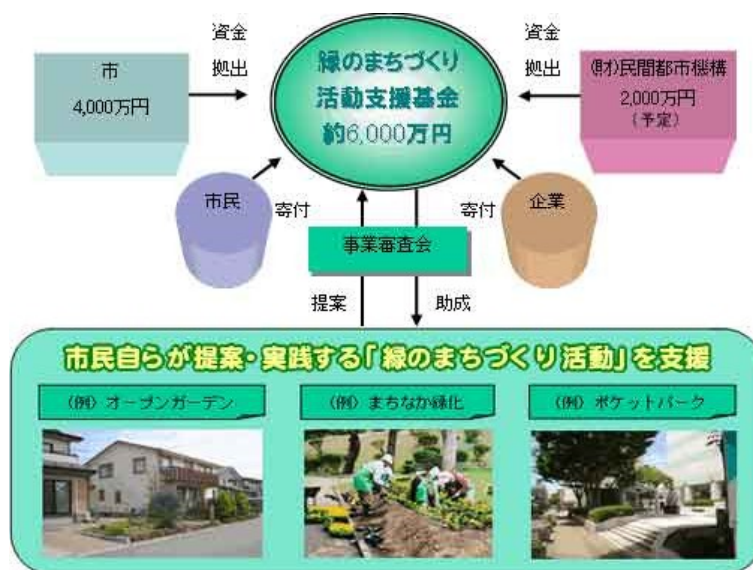 資金
拠出
市
4,000万円
緑のまちづくり
活動支援基金
約6,000万円
資金
拠出
(財)民間都市機構
2,000万円
(予定)
市民
寄付
寄付
企業
事業審査会
提案
助成
市民自らが提案・実践する「緑のまちづくり活動」を支援
(例) オープンガーデン
(例) まちなか緑化
(例) ポケットパーク